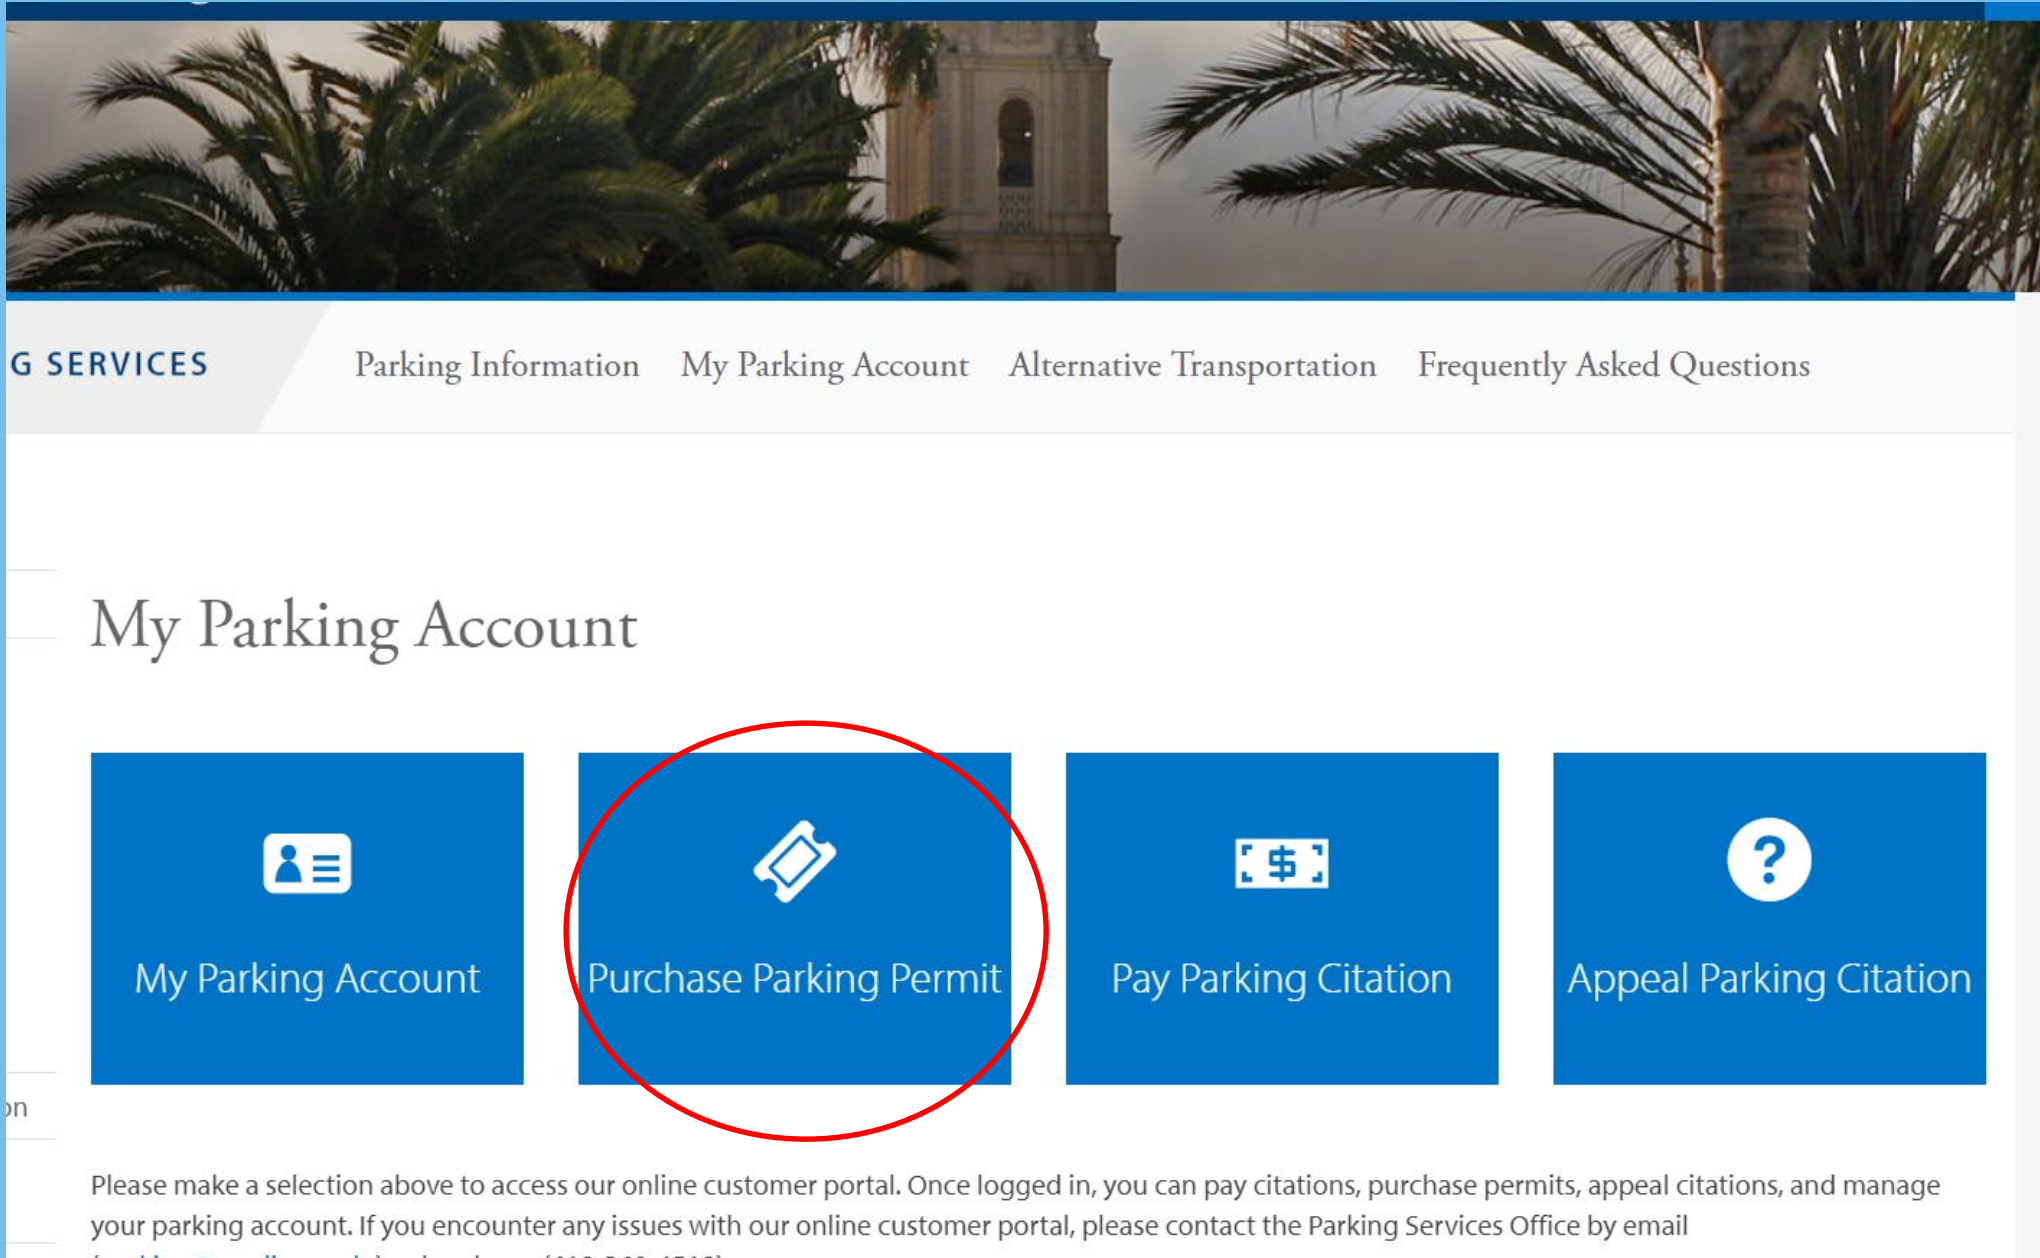 G SERVICES
Parking Information My Parking Account Alternative Transportation Frequently Asked Questions
My Parking Account
My Parking Account
Purchase Parking Permit
Pay Parking Citation
Appeal Parking Citation
on
Please make a selection above to access our online customer portal. Once logged in, you can pay citations, purchase permits, appeal citations, and manage
your parking account. If you encounter any issues with our online customer portal, please contact the Parking Services Office by email